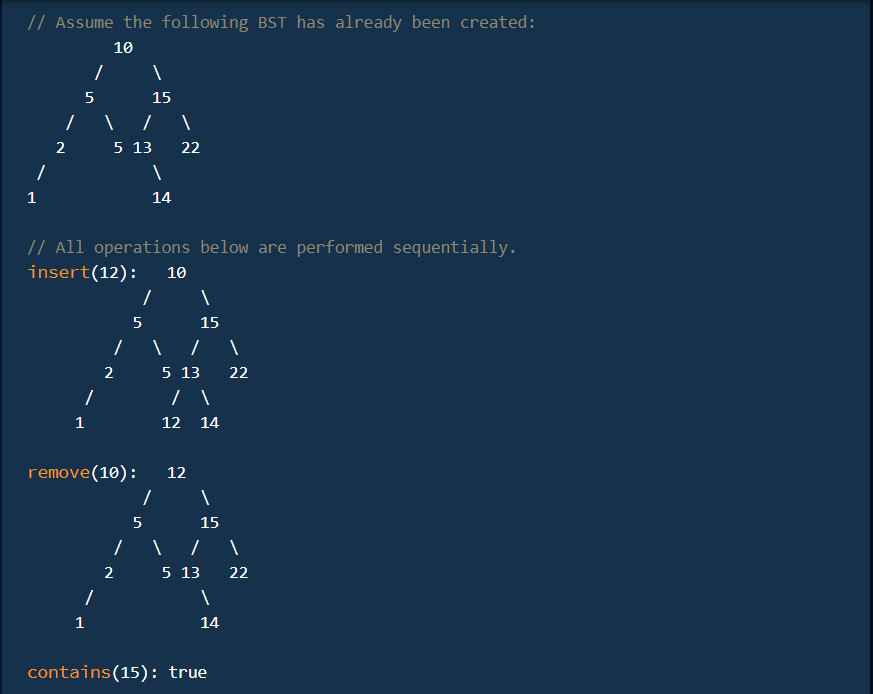 // Assume the following BST has already been created:
         10
       /     \
      5      15
    /   \   /   \
   2     5 13   22
 /           \
1            14

// All operations below are performed sequentially.
insert(12):   10
            /     \
           5      15
         /   \   /   \
        2     5 13   22
      /        /  \
     1        12  14

remove(10):   12
            /     \
           5      15
         /   \   /   \
        2     5 13   22
      /           \
     1            14

contains(15): true